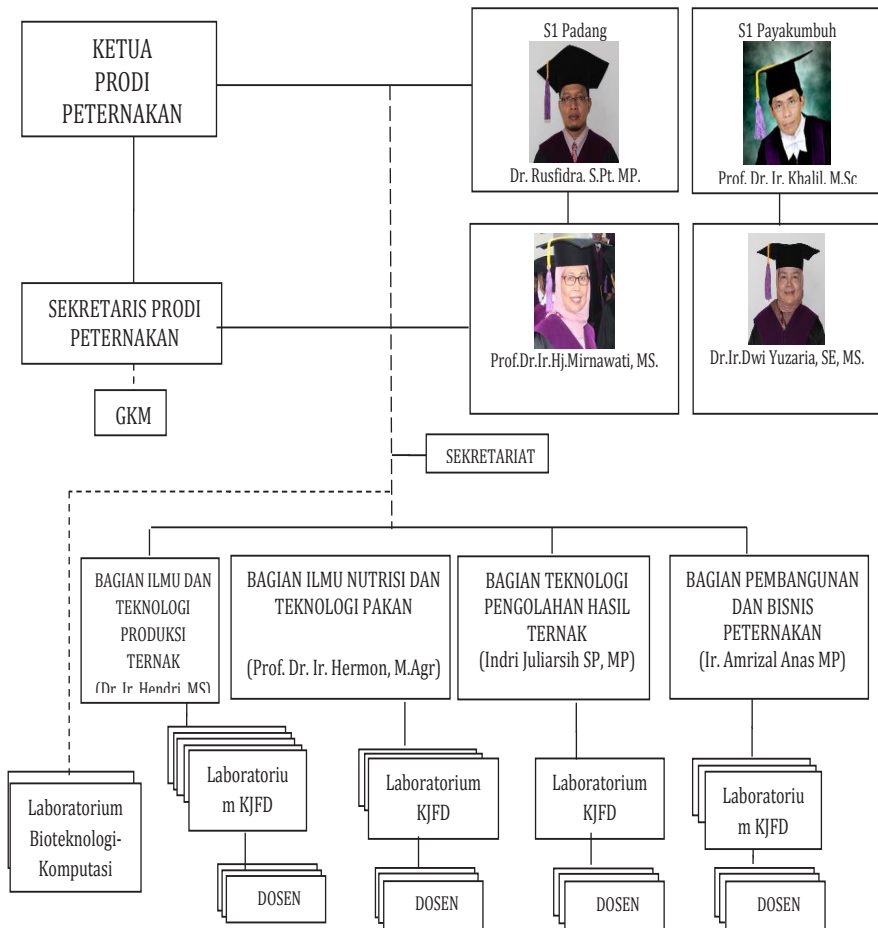 KETUA
PRODI
PETERNAKAN
S1 Padang
Dr. Rusfidra. S.Pt. MP.
S1 Payakumbuh
Prof. Dr. Ir. Khalil. M.Sc
SEKRETARIS PRODI
PETERNAKAN
Prof.Dr.Ir.Hj.Mirnawati, MS.
Dr.Ir.Dwi Yuzaria, SE, MS.
GKM
SEKRETARIAT
BAGIAN ILMU DAN
TEKNOLOGI
PRODUKSI
TERNAK
(Dr. Ir. Hendri, MS)
BAGIAN ILMU NUTRISI DAN
TEKNOLOGI PAKAN
(Prof. Dr. Ir. Hermon, M.Agr)
BAGIAN TEKNOLOGI
PENGOLAHAN HASIL
TERNAK
(Indri Juliarsih SP, MP)
BAGIAN PEMBANGUNAN
DAN BISNIS
PETERNAKAN
(Ir. Amrizal Anas MP)
Laboratorium
Bioteknologi-
Komputasi
Laboratoriu
m KJFD
Laboratorium
KJFD
Laboratorium
KJFD
Laboratoriu
m KJFD
DOSEN
DOSEN
DOSEN
DOSEN